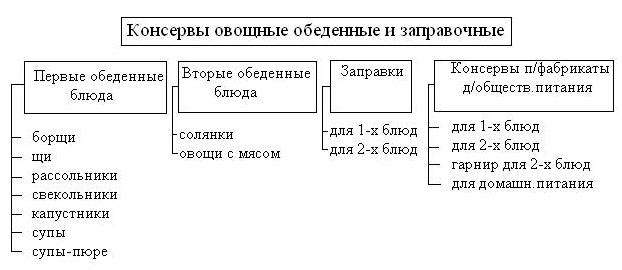 Консервы овощные обеденные и заправочные
Первые обеденные
блюда
борщи
щи
рассольники
свекольники
капустники
супы
супы-пюре
Вторые обеденные
блюда
солянки
овощи с мясом
Заправки
для 1-х блюд
для 2-х блюд
Консервы п/фабрикаты
д/обществ.питания
для 1-х блюд
для 2-х блюд
гарнир для 2-х блюд
для домашн.питания